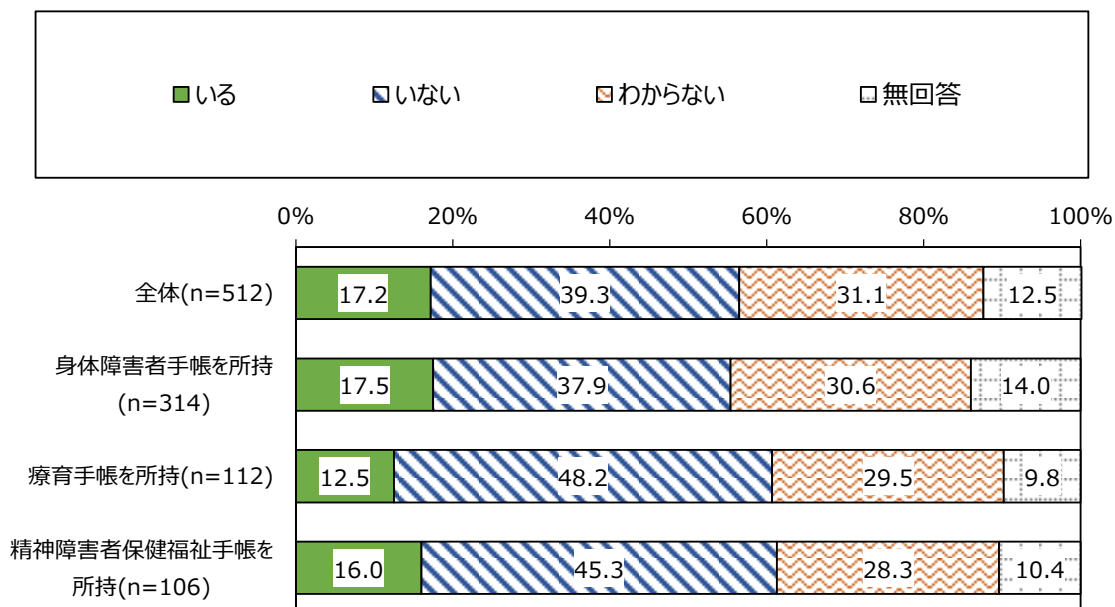 いる いない わからない 無回答
0% 20% 40% 60% 80% 100%
全体(n=512) 17.2 39.3 31.1 12.5
身体障害者手帳を所持
(n=314) 17.5 37.9 30.6 14.0
療育手帳を所持(n=112) 12.5 48.2 29.5 9.8
精神障害者保健福祉手帳を
所持(n=106) 16.0 45.3 28.3 10.4